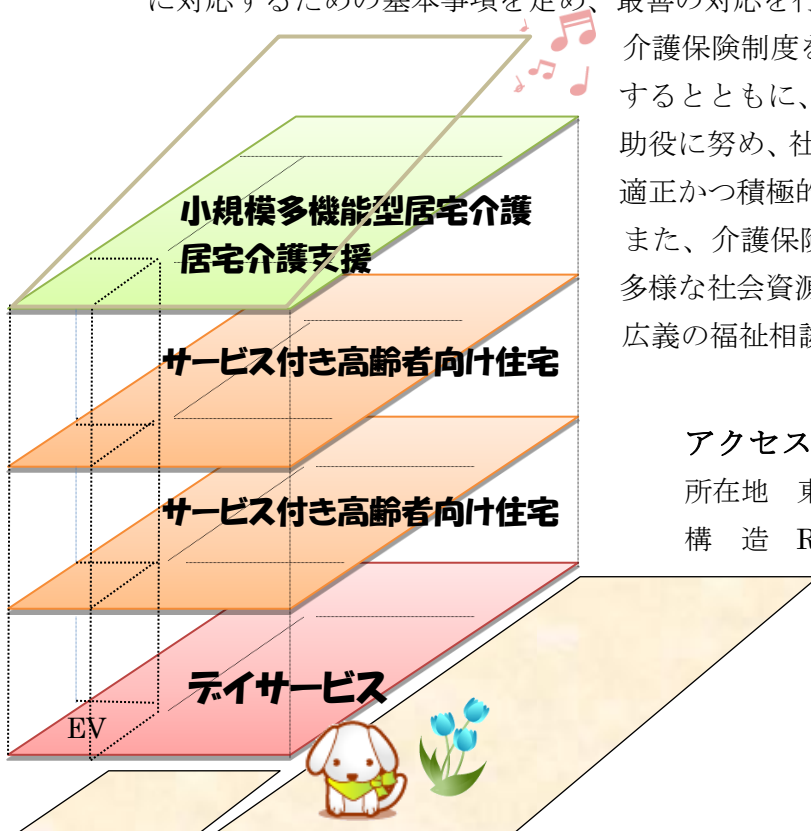 に対応するための基本事項を定め、最善の対応を行
介護保険制度を
するとともに、
助役に努め、社
適正かつ積極的
また、介護保険
多様な社会資源
広義の福祉相談
小規模多機能型居宅介護
居宅介護支援
サービス付き高齢者向け住宅
サービス付き高齢者向け住宅
デイサービス
EV
アクセス
所在地 東
構 造 R